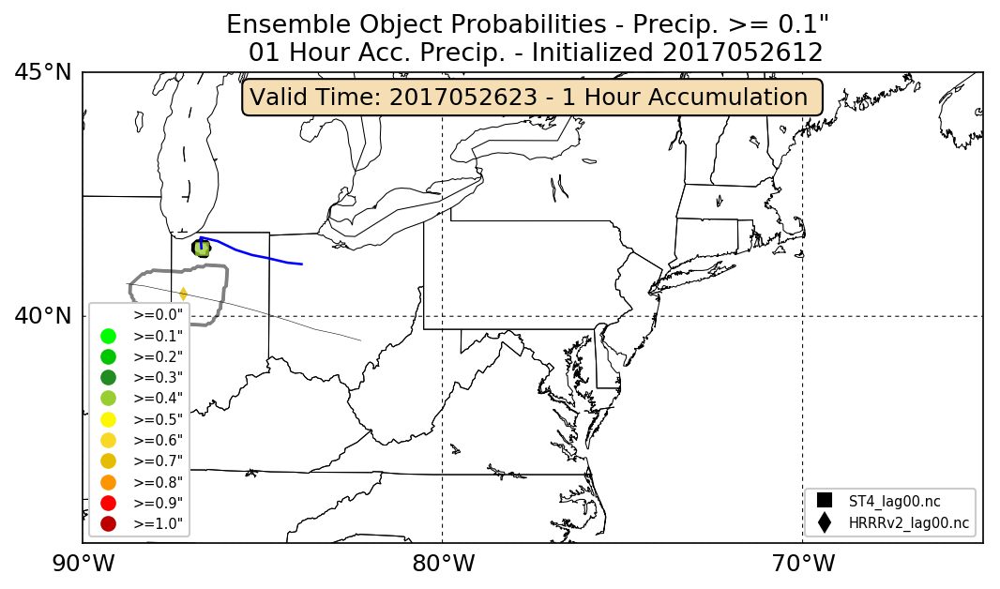 Ensemble Object Probabilities - Precip. >= 0.1"
01 Hour Acc. Precip. - Initialized 2017052612
45°N
Valid Time: 2017052623 - 1 Hour Accumulation
40°N
>=0.0"
>=0.1"
>=0.2"
>=0.3"
>=0.4"
>=0.5"
>=0.6"
>=0.7"
>=0.8"
>=0.9"
>=1.0"
ST4_lag00.nc
HRRRv2_lag00.nc
90°W
80°W
70°W